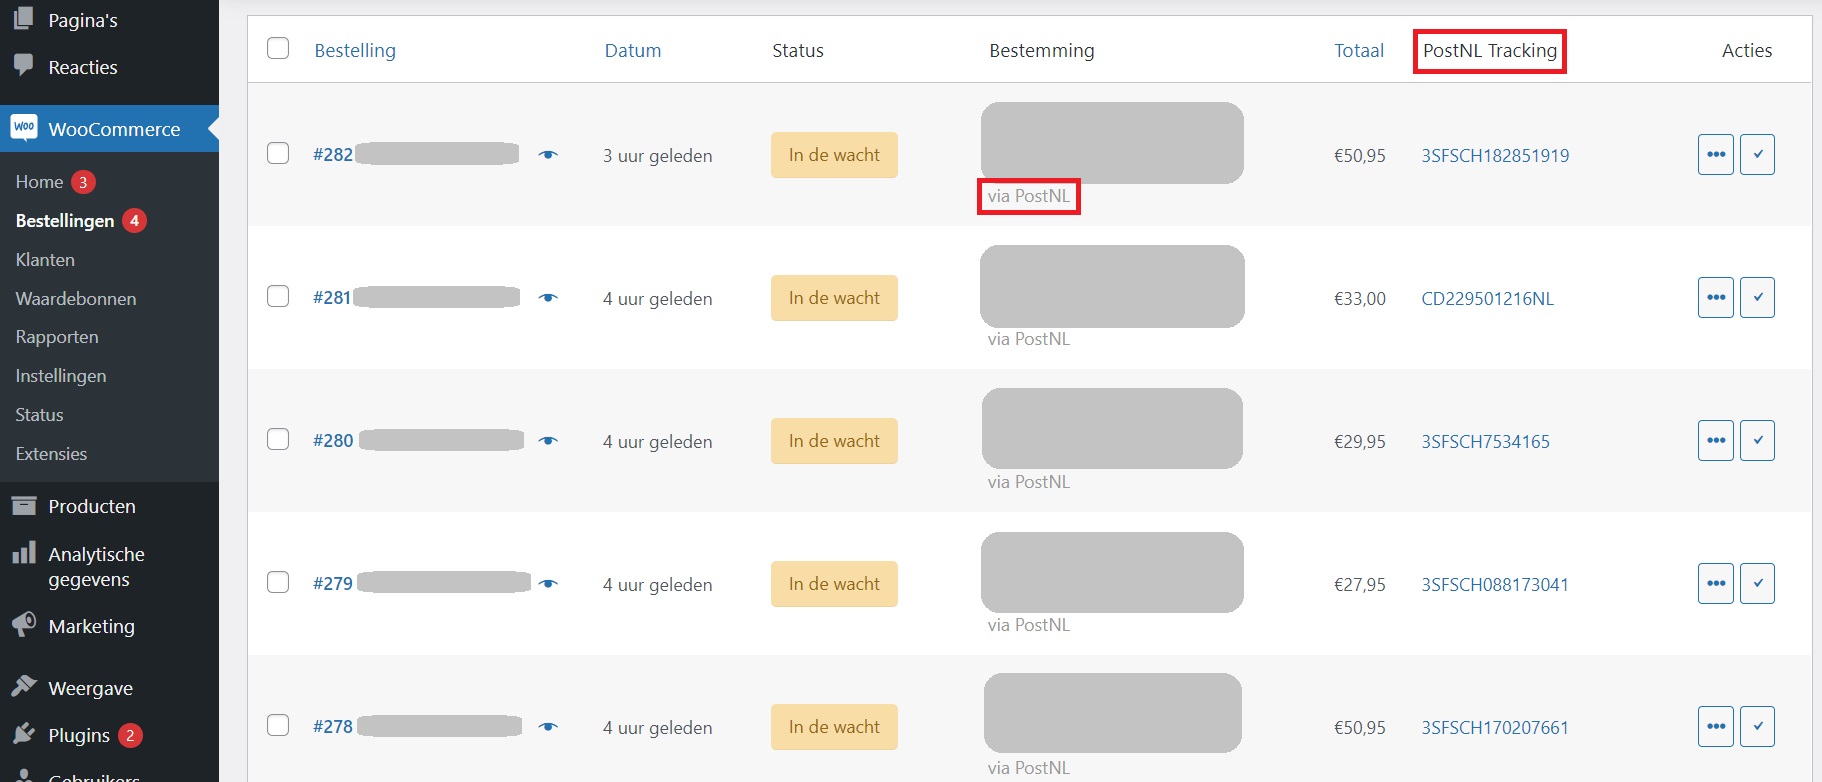 Pagina's
Reacties
WOO WooCommerce
Home 3
Bestellingen 4
Klanten
Waardebonnen
Rapporten
Instellingen
Status
Extensies
Producten
Analytische
gegevens
Marketing
Weergave
Plugins 2
Gebruikers
Bestelling Datum Status Bestemming Totaal PostNL Tracking Acties
#282 3 uur geleden In de wacht €50,95 3SFSCH182851919
via PostNL
#281 4 uur geleden In de wacht €33,00 CD229501216NL
via PostNL
#280 4 uur geleden In de wacht €29,95 3SFSCH7534165
via PostNL
#279 4 uur geleden In de wacht €27,95 3SFSCH088173041
via PostNL
#278 4 uur geleden In de wacht €50,95 3SFSCH170207661
via PostNL